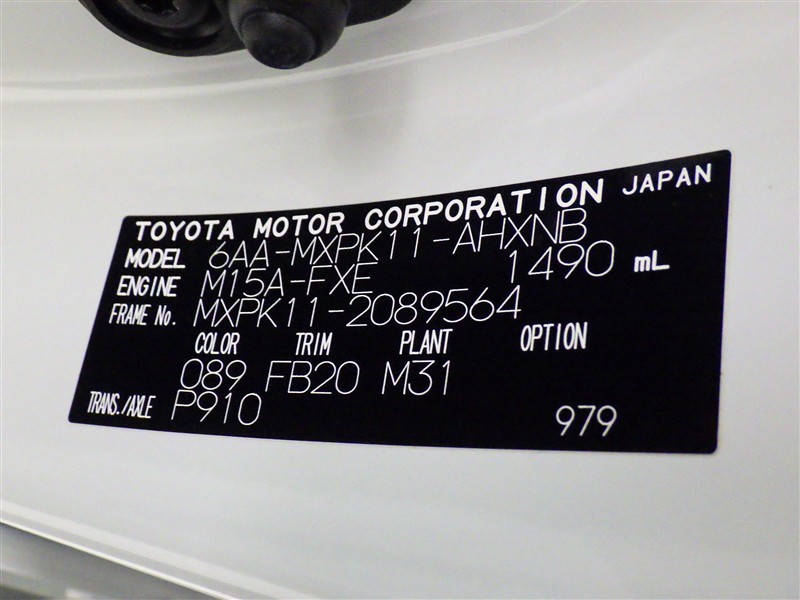 TOYOTA MOTOR CORPORATION JAPAN
MODEL 6AA-MXPK11-AHXNB
ENGINE M15A-FXE 1490 mL
FRAME No. MXPK11-2089564
COLOR TRIM PLANT OPTION
089 FB20 M31
TRANS./AXLE P910 979